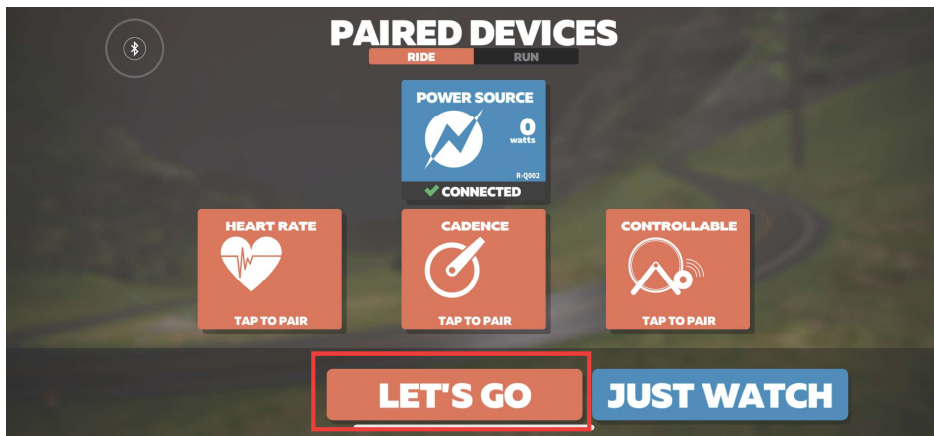 PAIRED DEVICES
RIDE RUN
POWER SOURCE
0
watts
R-Q002
CONNECTED
HEART RATE CADENCE CONTROLLABLE
TAP TO PAIR TAP TO PAIR TAP TO PAIR
LET'S GO JUST WATCH